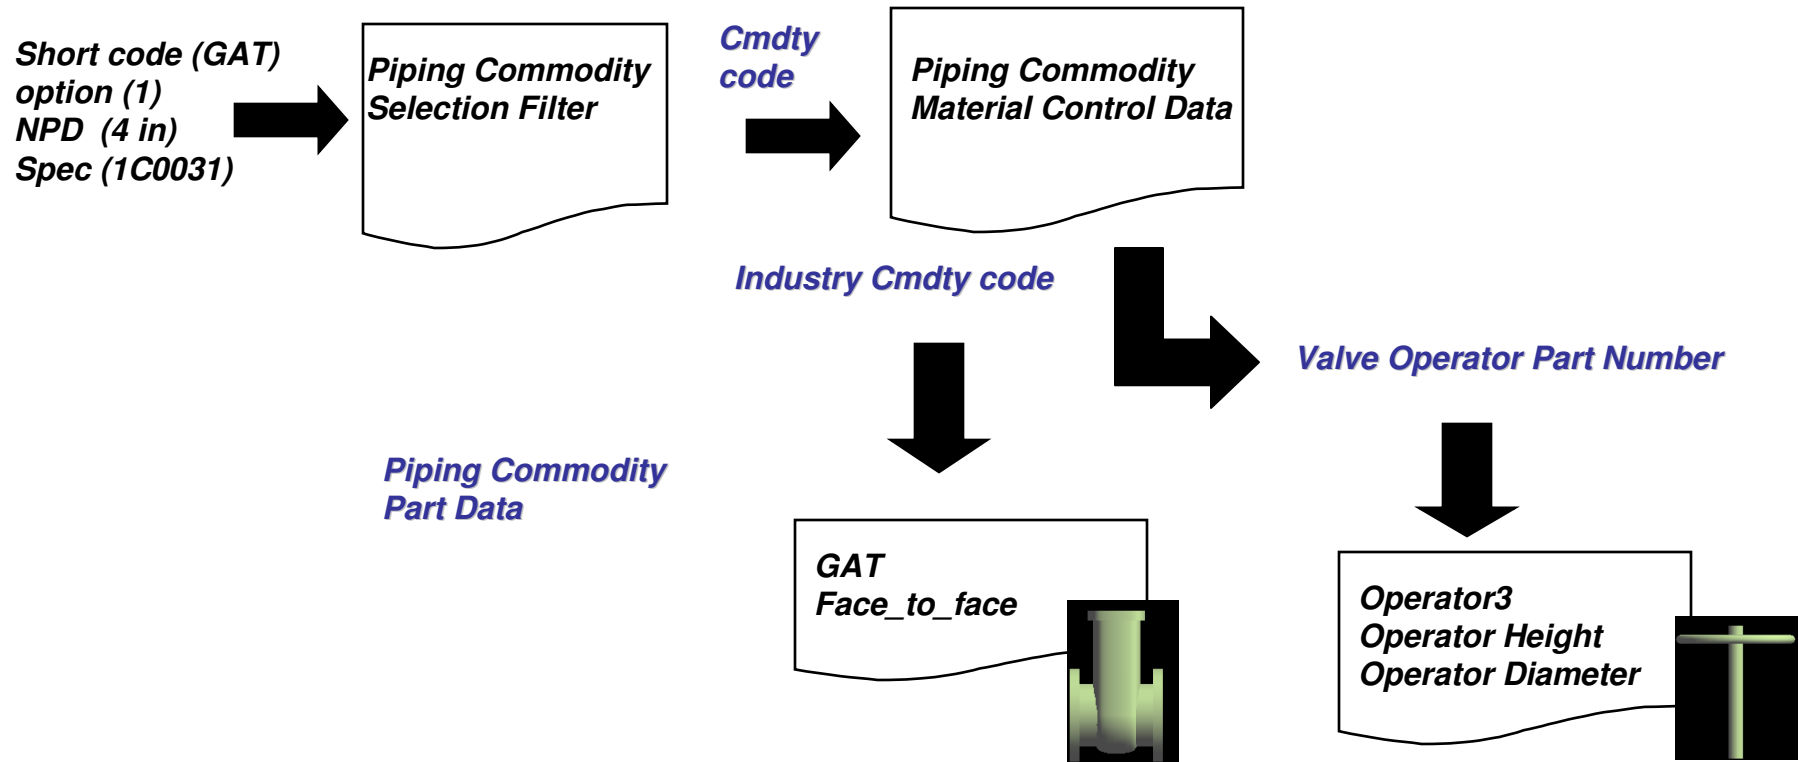 Short code (GAT)
option (1)
NPD (4 in)
Spec (1C0031)
Piping Commodity
Selection Filter
Cmdty
code
Piping Commodity
Material Control Data
Industry Cmdty code
Valve Operator Part Number
Piping Commodity
Part Data
GAT
Face_to_face
Operator3
Operator Height
Operator Diameter